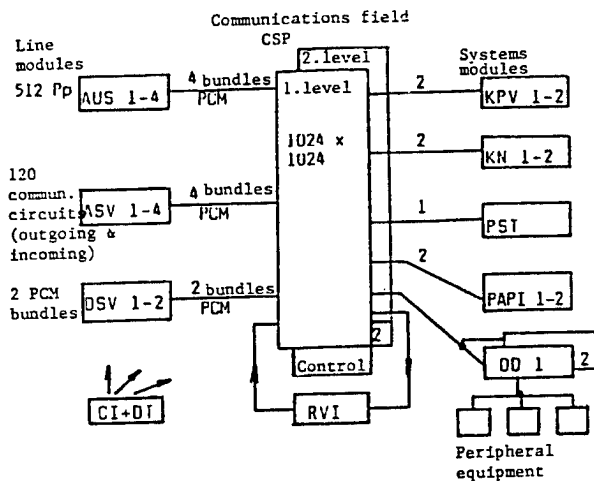 Communications field
CSP
Line
modules
512 Pp
AUS 1-4
4 bundles
PCM
2.level
1.level
1024 x
1024
Systems
modules
2
KPV 1-2
2
KN 1-2
120
commun.
circuits
(outgoing &
incoming)
ASV 1-4
4 bundles
PCM
1
PST
2
PAPI 1-2
2 PCM
bundles
DSV 1-2
2 bundles
PCM
2
Control
OD 1
2
CI+DT
RVI
Peripheral
equipment